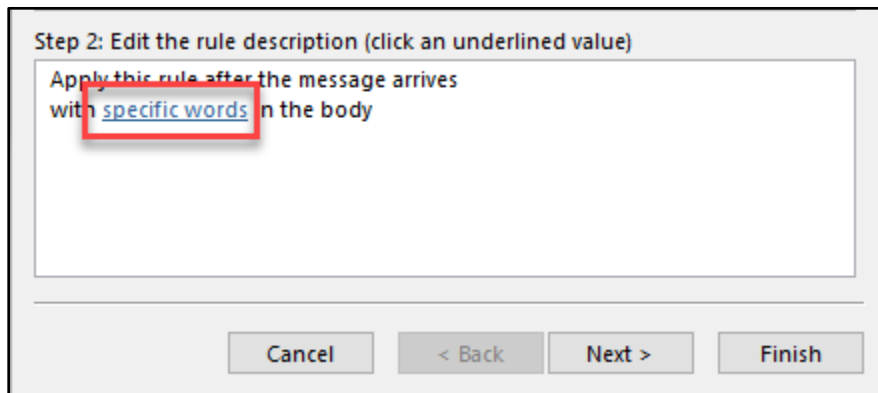 Step 2: Edit the rule description (click an underlined value)
Apply this rule after the message arrives
with specific words in the body
Cancel < Back Next > Finish